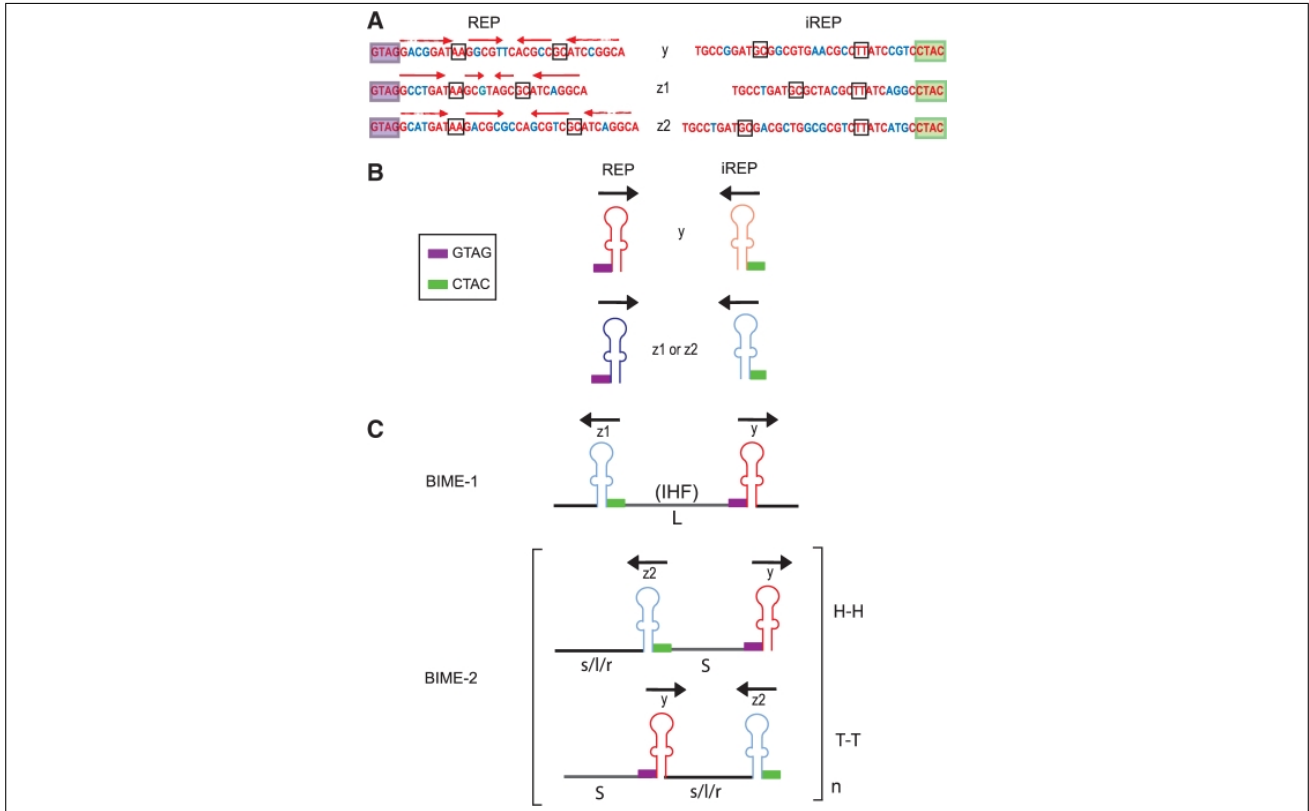 A
REP
iREP
GTAGGACGGATAAGGCGTTCACGCCGCATCCGGCA
y
TGCCGGATGCGGCGTGAACGCCTTATCCGTCCTAC
GTAGGCCTGATAAGCGTAGCGCATCAGGCA
z1
TGCCTGATGCGCTACGCTTATCAGGCCTAC
GTAGGCATGATAAGACGCGCCAGCGTCGCATCAGGCA
z2
TGCCTGATGCGACGCTGGCGCGTCTTATCATGCCTAC
B
REP
iREP
y
GTAG
CTAC
z1 or z2
C
z1
y
BIME-1
(IHF)
L
z2
y
H-H
s/l/r
S
BIME-2
y
z2
T-T
S
s/l/r
n